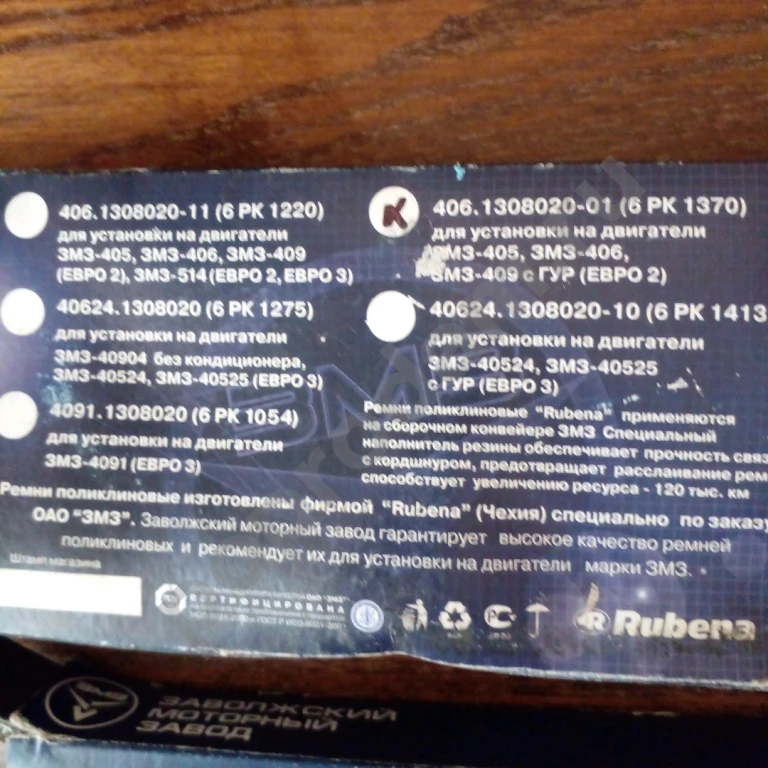 406.1308020-11 (6 РК 1220)
для установки на двигатели
ЗМЗ-405, ЗМЗ-406, ЗМЗ-409
(ЕВРО 2), ЗМЗ-514 (ЕВРО 2, ЕВРО 3)
40624.1308020 (6 РК 1275)
для установки на двигатели
ЗМЗ-40904 без кондиционера,
ЗМЗ-40524, ЗМЗ-40525 (ЕВРО 3)
4091.1308020 (6 РК 1054)
для установки на двигатели
ЗМЗ-4091 (ЕВРО 3)
К
406.1308020-01 (6 РК 1370)
для установки на двигатели
ЗМЗ-405, ЗМЗ-406,
ЗМЗ-409 с ГУР (ЕВРО 2)
40624.1308020-10 (6 РК 1413
для установки на двигатели
ЗМЗ-40524, ЗМЗ-40525
с ГУР (ЕВРО 3)
Ремни поликлиновые "Rubena" применяются
на сборочном конвейере ЗМЗ Специальный
наполнитель резины обеспечивает прочность связ
с кордшнуром, предотвращает расслаивание рем
способствует увеличению ресурса - 120 тыс. км
Ремни поликлиновые изготовлены фирмой "Rubena" (Чехия) специально по заказу
ОАО "ЗМЗ". Заволжский моторный завод гарантирует высокое качество ремней
поликлиновых и рекомендует их для установки на двигатели марки ЗМЗ.
Штамп магазина
СЕРТИФИЦИРОВАНА
Rubena
ЗМЗ
ЗАВОЛЖСКИЙ
МОТОРНЫЙ
ЗАВОД